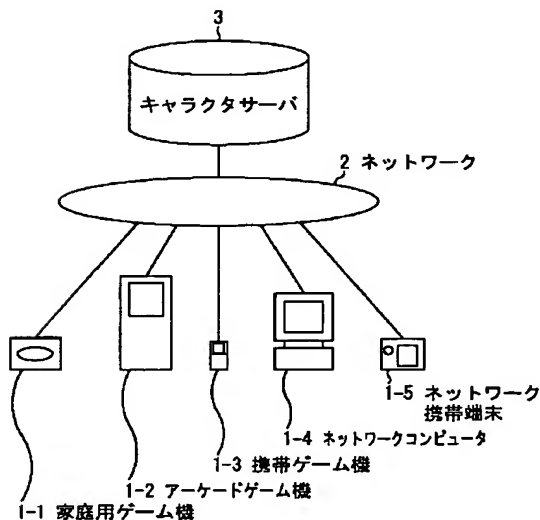 3
キャラクタサーバ
2 ネットワーク
1-5 ネットワーク
携帯端末
1-4 ネットワークコンピュータ
1-3 携帯ゲーム機
1-2 アーケードゲーム機
1-1 家庭用ゲーム機